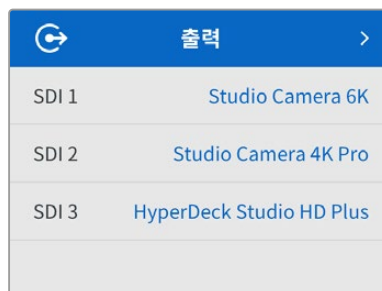 출력
SDI 1 Studio Camera 6K
SDI 2 Studio Camera 4K Pro
SDI 3 HyperDeck Studio HD Plus